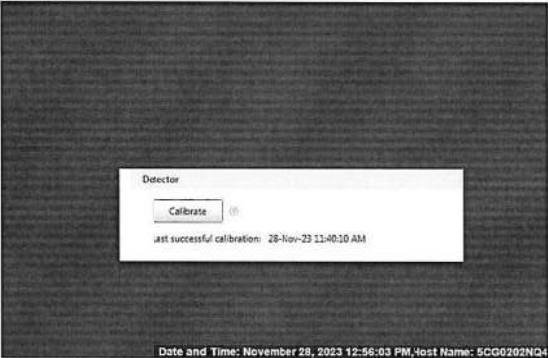 Detector
Calibrate
Last successful calibration: 28-Nov-23 11:40:10 AM
Date and Time: November 28, 2023 12:56:03 PM,Host Name: 5CG0202NQ4